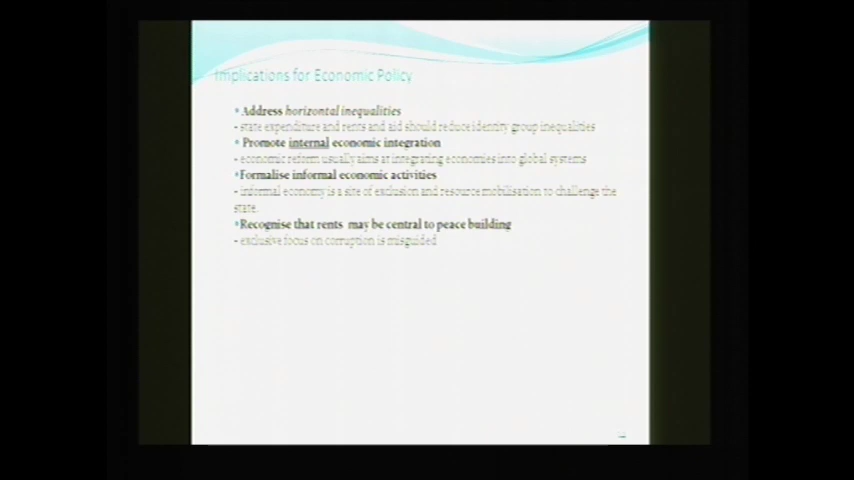 Implications for Economic Policy
• Address horizontal inequalities
- state expenditure and rents and aid should reduce identity group inequalities
• Promote internal economic integration
- economic reform usually aims at integrating economies into global systems
•Formalise informal economic activities
- informal economy is a site of exclusion and resource mobilisation to challenge the
state.
•Recognise that rents may be central to peace building
- exclusive focus on corruption is misguided